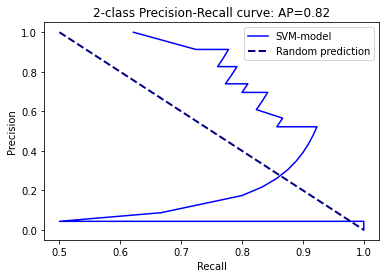 2-class Precision-Recall curve: AP=0.82
SVM-model
Random prediction
Precision
1.0
0.8
0.6
0.4
0.2
0.0
0.5
0.6
0.7
0.8
0.9
1.0
Recall